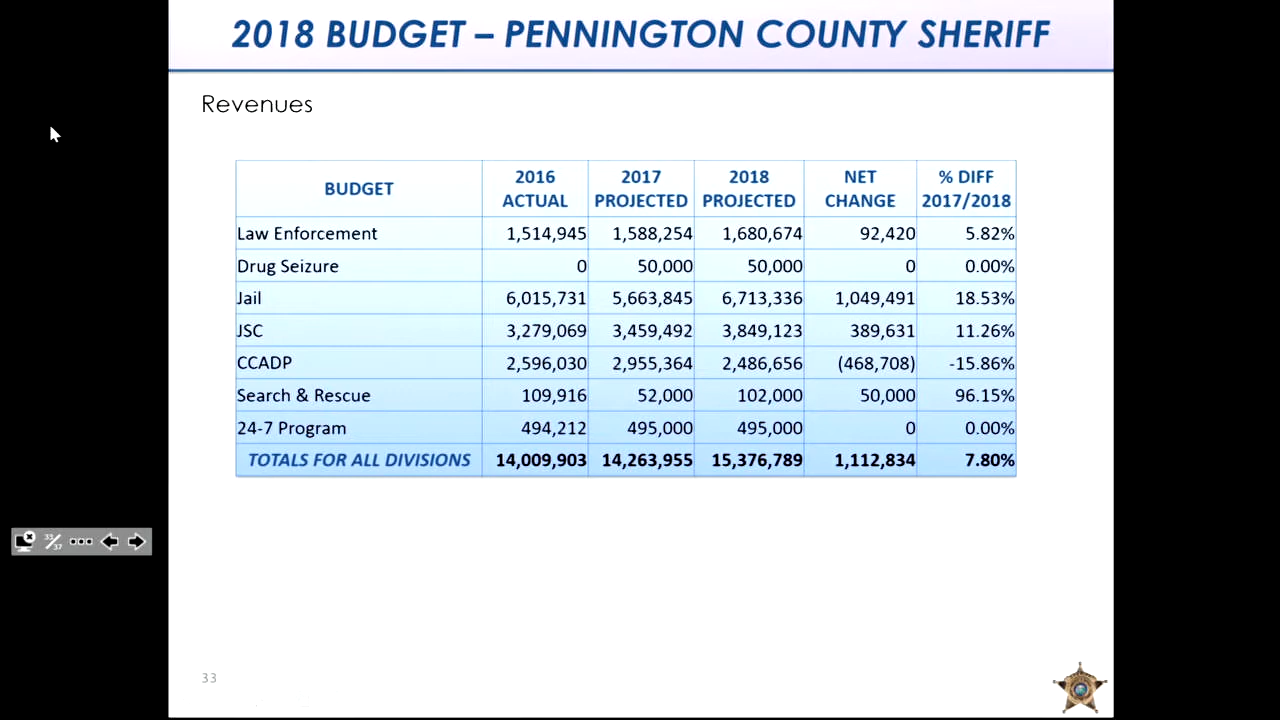 2018 BUDGET – PENNINGTON COUNTY SHERIFF
Revenues
BUDGET 2016 ACTUAL 2017 PROJECTED 2018 PROJECTED NET CHANGE % DIFF 2017/2018
Law Enforcement 1,514,945 1,588,254 1,680,674 92,420 5.82%
Drug Seizure 0 50,000 50,000 0 0.00%
Jail 6,015,731 5,663,845 6,713,336 1,049,491 18.53%
JSC 3,279,069 3,459,492 3,849,123 389,631 11.26%
CCADP 2,596,030 2,955,364 2,486,656 (468,708) -15.86%
Search & Rescue 109,916 52,000 102,000 50,000 96.15%
24-7 Program 494,212 495,000 495,000 0 0.00%
TOTALS FOR ALL DIVISIONS 14,009,903 14,263,955 15,376,789 1,112,834 7.80%
33/37
33